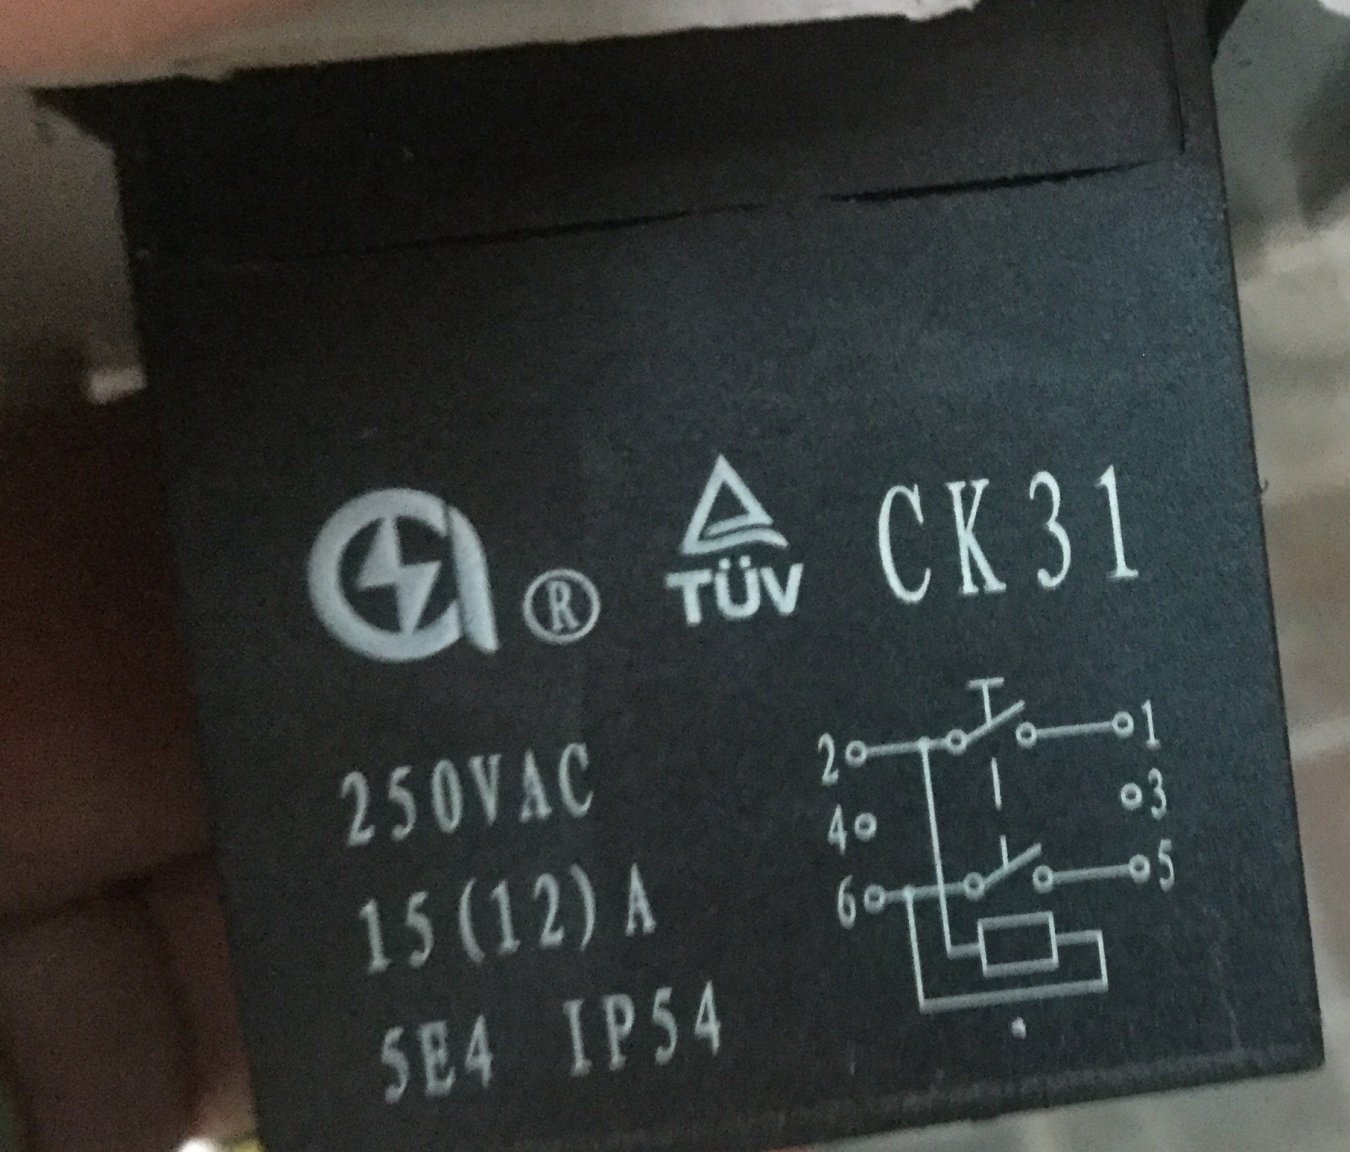 ® TÜV CK31
250VAC
15(12)A
5E4 IP54
2 1
4 3
6 5